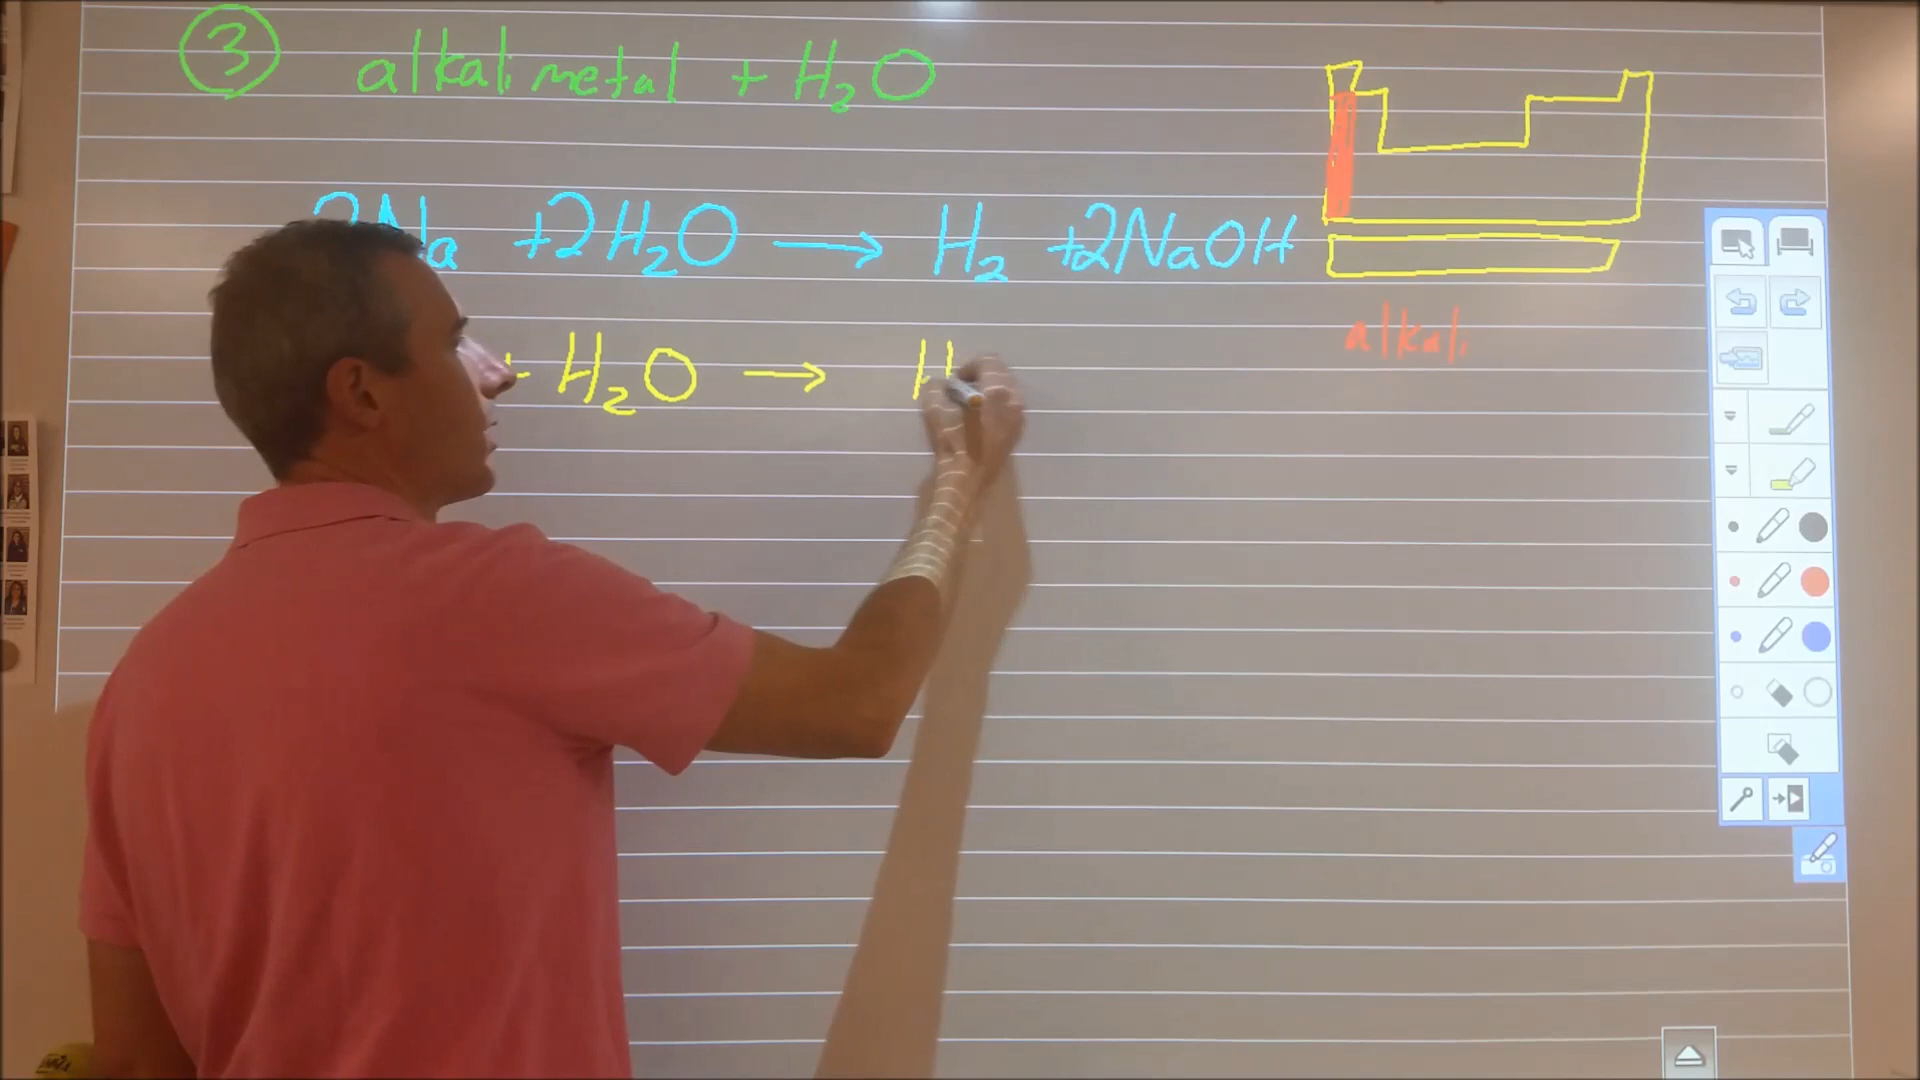 3 alkali metal + H₂O
2Na + 2H₂O → H₂ + 2NaOH
alkali
+ H₂O → H